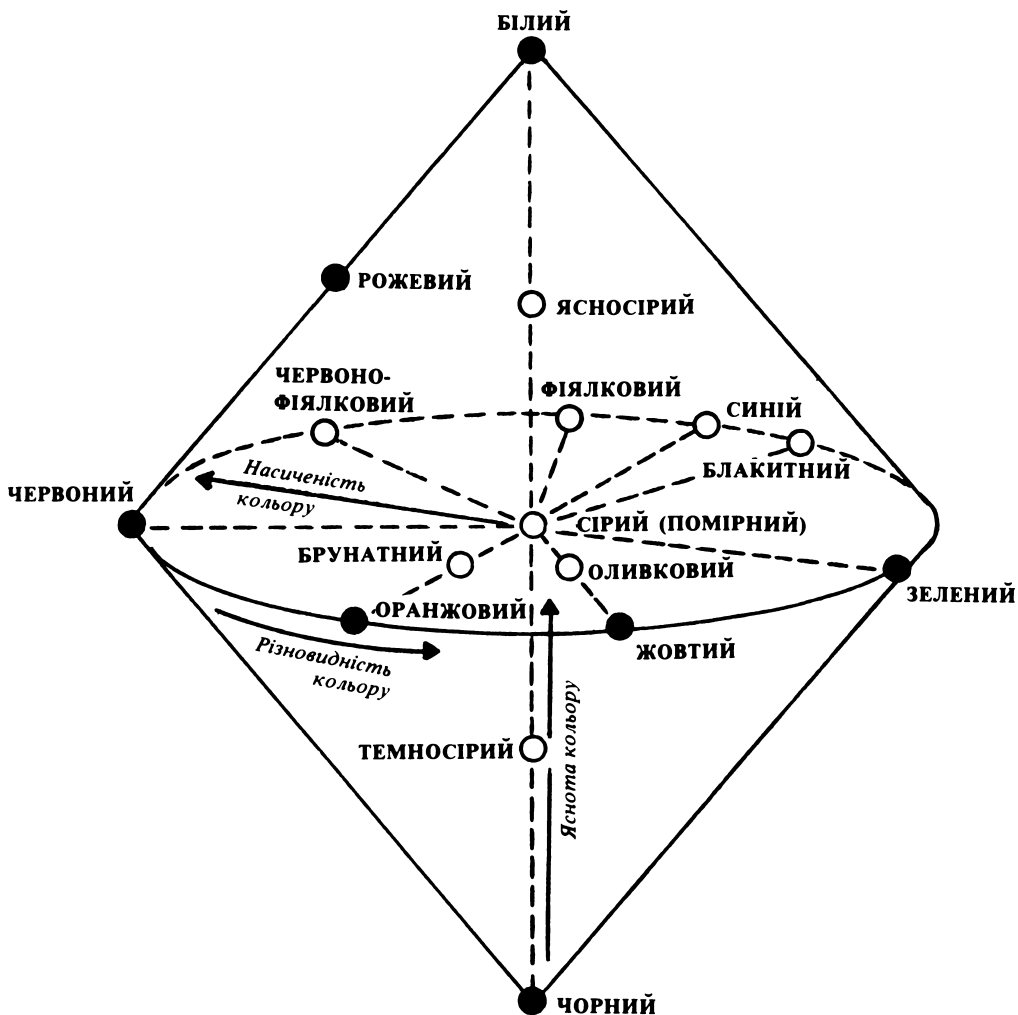 БІЛИЙ
РОЖЕВИЙ
ЯСНОСІРИЙ
ЧЕРВОНО-
ФІЯЛКОВИЙ
ФІЯЛКОВИЙ
СИНІЙ
БЛАКИТНИЙ
Насиченість
кольору
ЧЕРВОНИЙ
СІРИЙ (ПОМІРНИЙ)
БРУНАТНИЙ
ОЛИВКОВИЙ
ЗЕЛЕНИЙ
ОРАНЖОВИЙ
ЖОВТИЙ
Різновидність
кольору
ТЕМНОСІРИЙ
Яснота кольору
ЧОРНИЙ